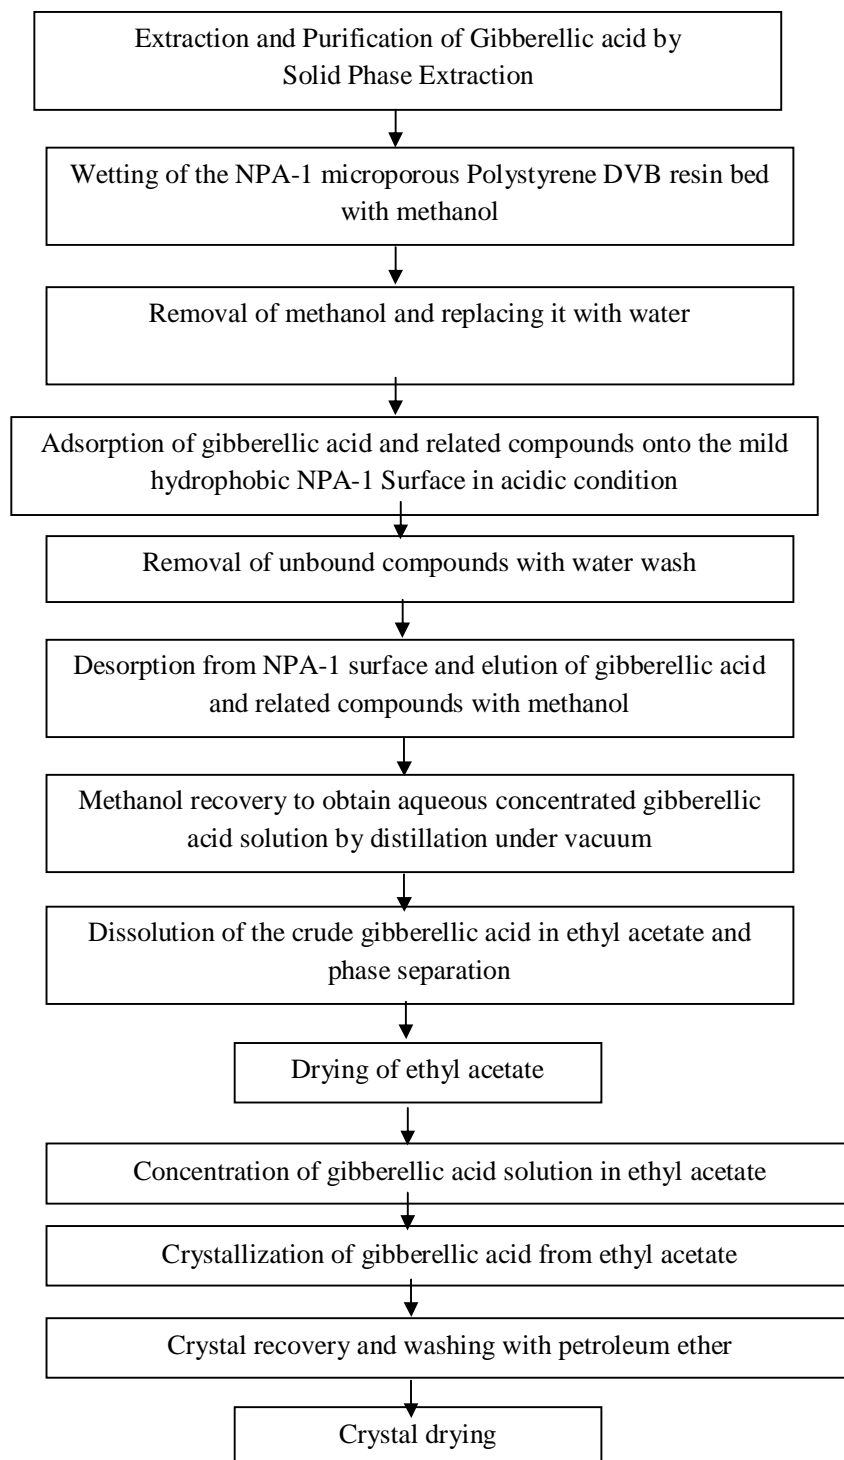 Extraction and Purification of Gibberellic acid by
Solid Phase Extraction
Wetting of the NPA-1 microporous Polystyrene DVB resin bed
with methanol
Removal of methanol and replacing it with water
Adsorption of gibberellic acid and related compounds onto the mild
hydrophobic NPA-1 Surface in acidic condition
Removal of unbound compounds with water wash
Desorption from NPA-1 surface and elution of gibberellic acid
and related compounds with methanol
Methanol recovery to obtain aqueous concentrated gibberellic
acid solution by distillation under vacuum
Dissolution of the crude gibberellic acid in ethyl acetate and
phase separation
Drying of ethyl acetate
Concentration of gibberellic acid solution in ethyl acetate
Crystallization of gibberellic acid from ethyl acetate
Crystal recovery and washing with petroleum ether
Crystal drying